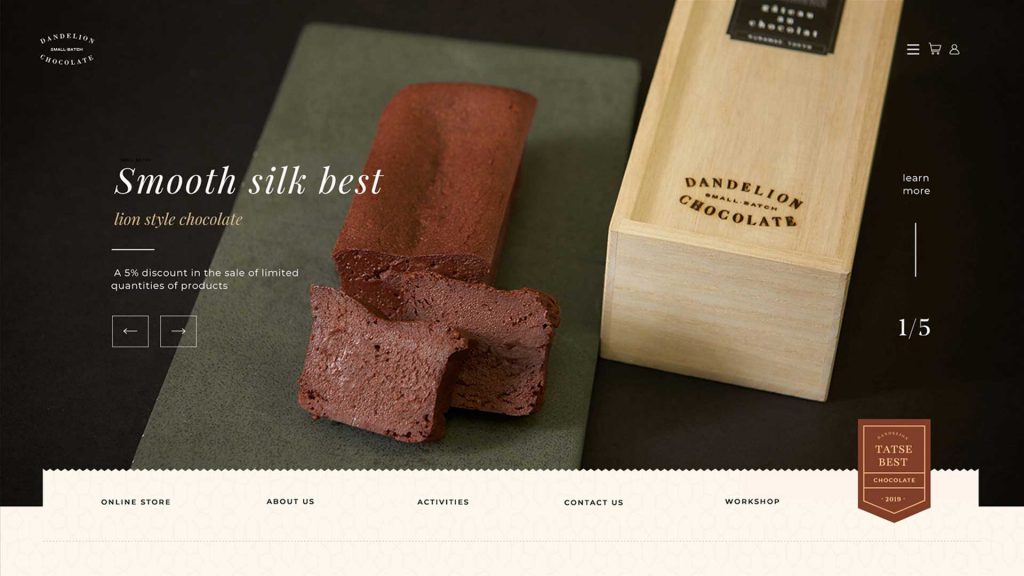 DANDELION
SMALL-BATCH
CHOCOLATE
gâteau
au
chocolat
Smooth silk best
lion style chocolate
A 5% discount in the sale of limited
quantities of products
DANDELION
SMALL-BATCH
CHOCOLATE
learn
more
1/5
DANDELION
TATSE
BEST
CHOCOLATE
· 2019 ·
ONLINE STORE
ABOUT US
ACTIVITIES
CONTACT US
WORKSHOP